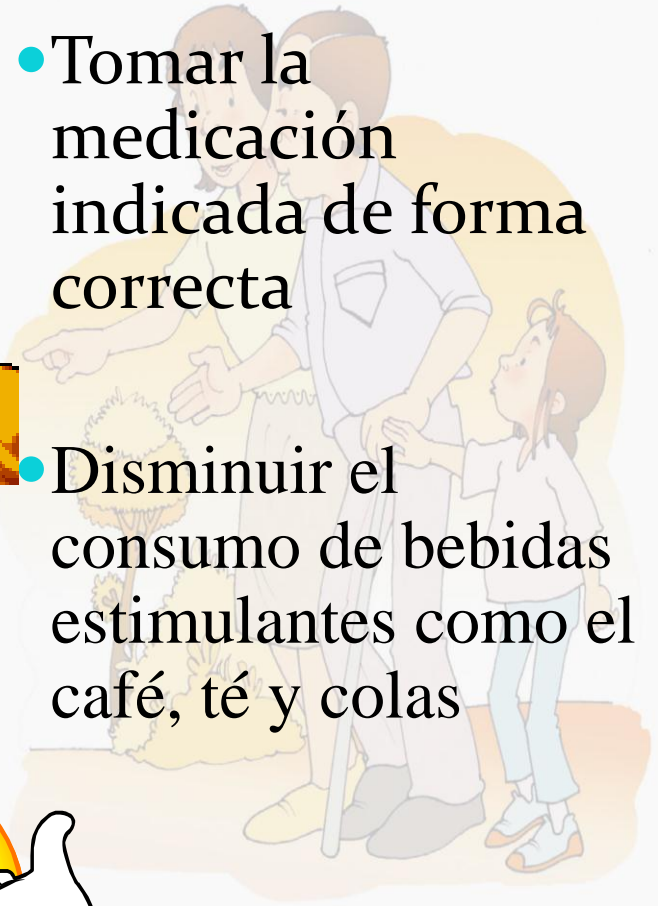 •Tomar la
medicación
indicada de forma
correcta
•Disminuir el
consumo de bebidas
estimulantes como el
café, té y colas